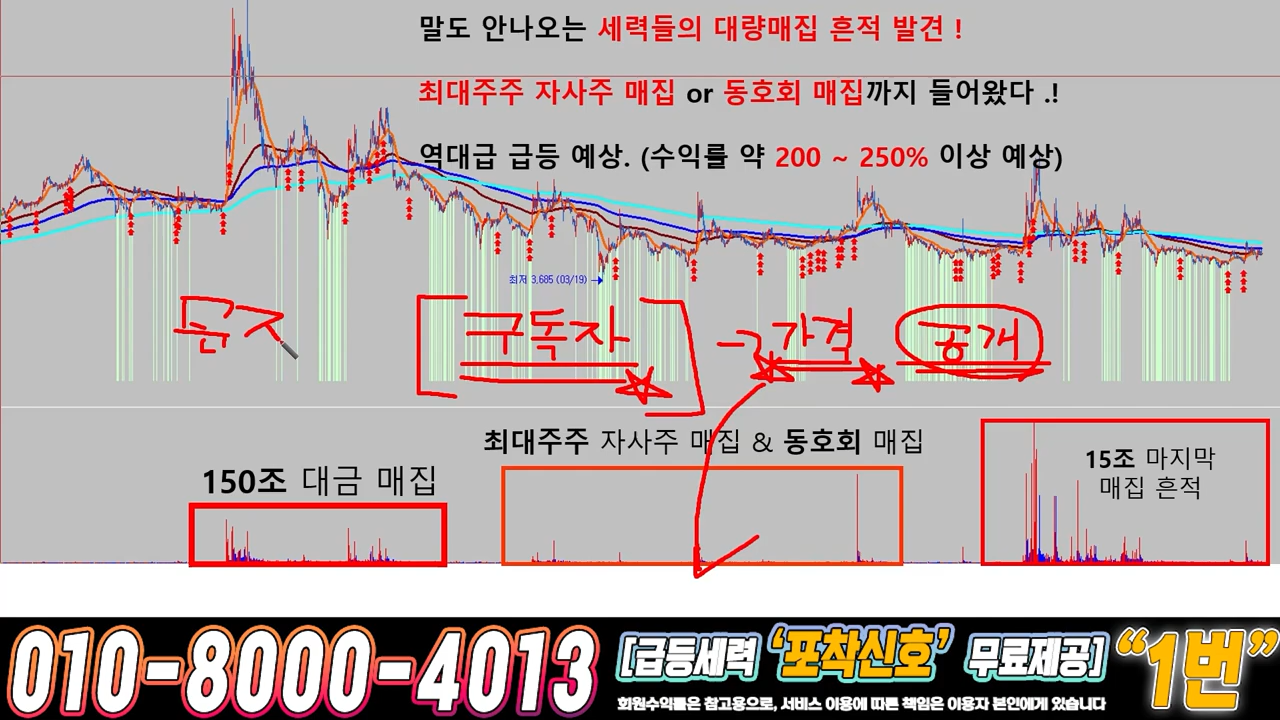 말도 안나오는 세력들의 대량매집 흔적 발견 !
최대주주 자사주 매집 or 동호회 매집까지 들어왔다 .!
역대급 급등 예상. (수익률 약 200 ~ 250% 이상 예상)
최저 3,685 (03/19)
구독자
가격 공개
최대주주 자사주 매집 & 동호회 매집
150조 대금 매집
15조 마지막
매집 흔적
010-8000-4013
[급등세력 '포착신호' 무료제공] "1번"
회원수익률은 참고용으로, 서비스 이용에 따른 책임은 이용자 본인에게 있습니다